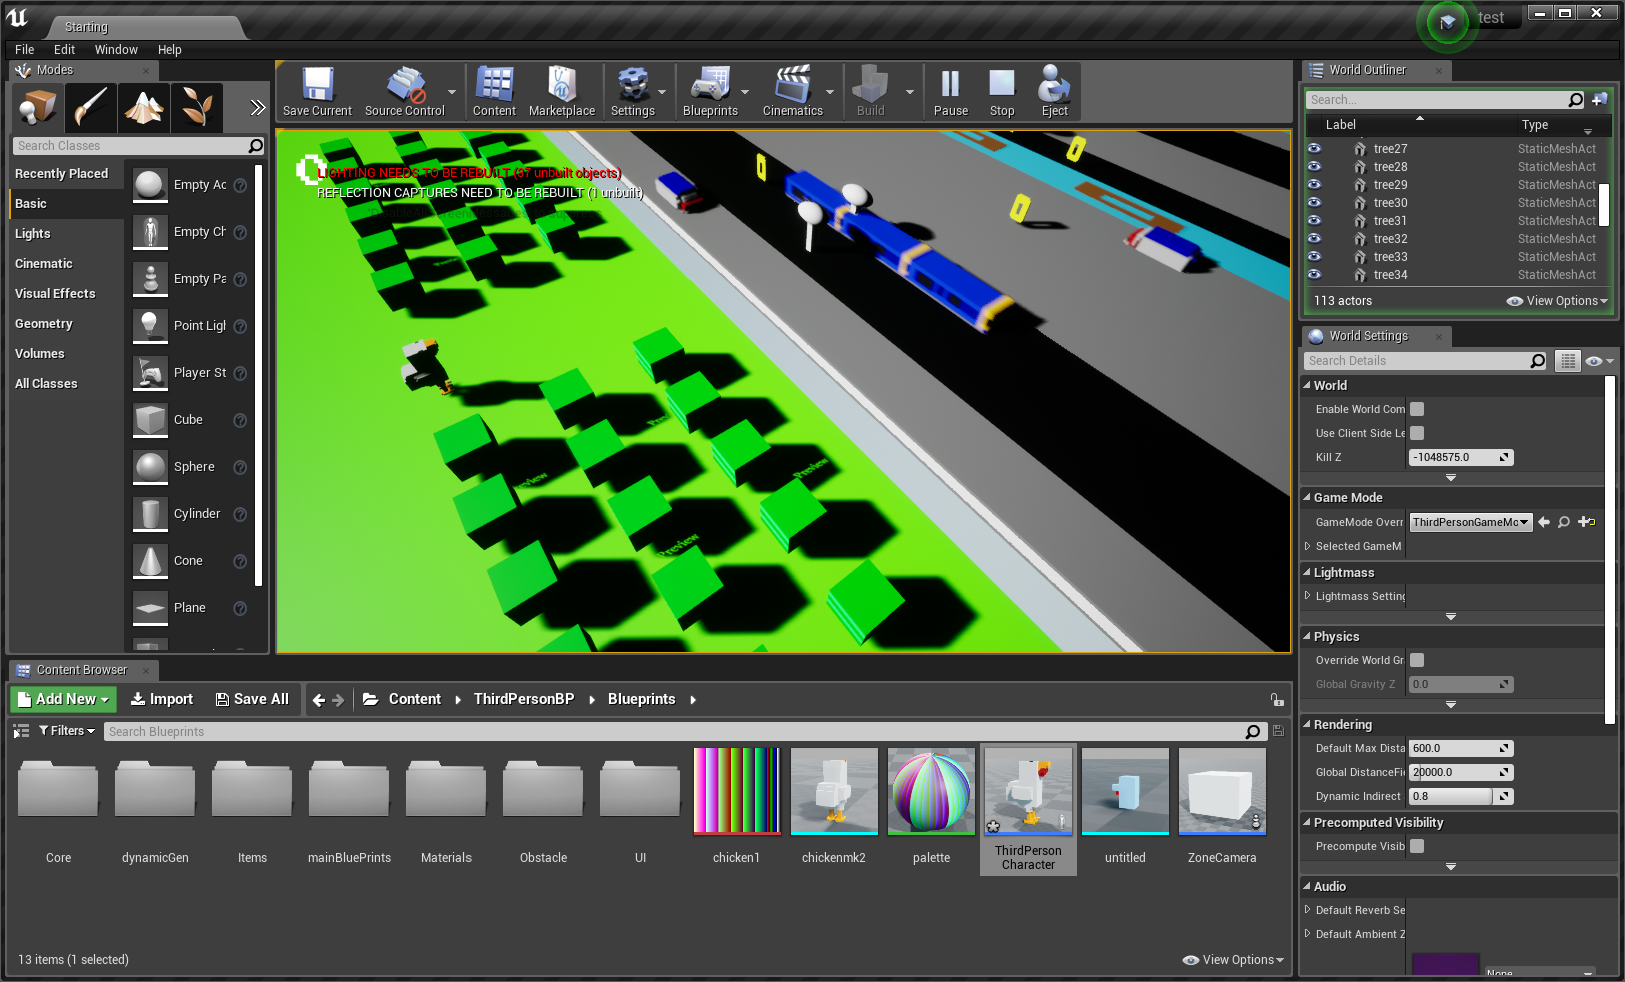 Starting
test
File Edit Window Help
Modes
Search Classes
Recently Placed
Basic
Lights
Cinematic
Visual Effects
Geometry
Volumes
All Classes
Empty Ac
Empty Ch
Empty Pa
Point Ligl
Player St
Cube
Sphere
Cylinder
Cone
Plane
Save Current Source Control Content Marketplace Settings Blueprints Cinematics Build Pause Stop Eject
LIGHTING NEEDS TO BE REBUILT (37 unbuilt objects)
REFLECTION CAPTURES NEED TO BE REBUILT (1 unbuilt)
Preview
Preview
World Outliner
Search...
Label Type
tree27 StaticMeshAct
tree28 StaticMeshAct
tree29 StaticMeshAct
tree30 StaticMeshAct
tree31 StaticMeshAct
tree32 StaticMeshAct
tree33 StaticMeshAct
tree34 StaticMeshAct
113 actors View Options
World Settings
Search Details
World
Enable World Com
Use Client Side Le
Kill Z -1048575.0
Game Mode
GameMode Overr ThirdPersonGameMo
Selected GameM
Lightmass
Lightmass Setting
Physics
Override World Gr
Global Gravity Z 0.0
Rendering
Default Max Dista 600.0
Global DistanceFie 20000.0
Dynamic Indirect 0.8
Precomputed Visibility
Precompute Visib
Audio
Default Reverb Se
Default Ambient Z
None
Content Browser
Add New Import Save All Content ThirdPersonBP Blueprints
Filters Search Blueprints
Core dynamicGen Items mainBluePrints Materials Obstacle UI chicken1 chickenmk2 palette ThirdPerson Character untitled ZoneCamera
13 items (1 selected) View Options